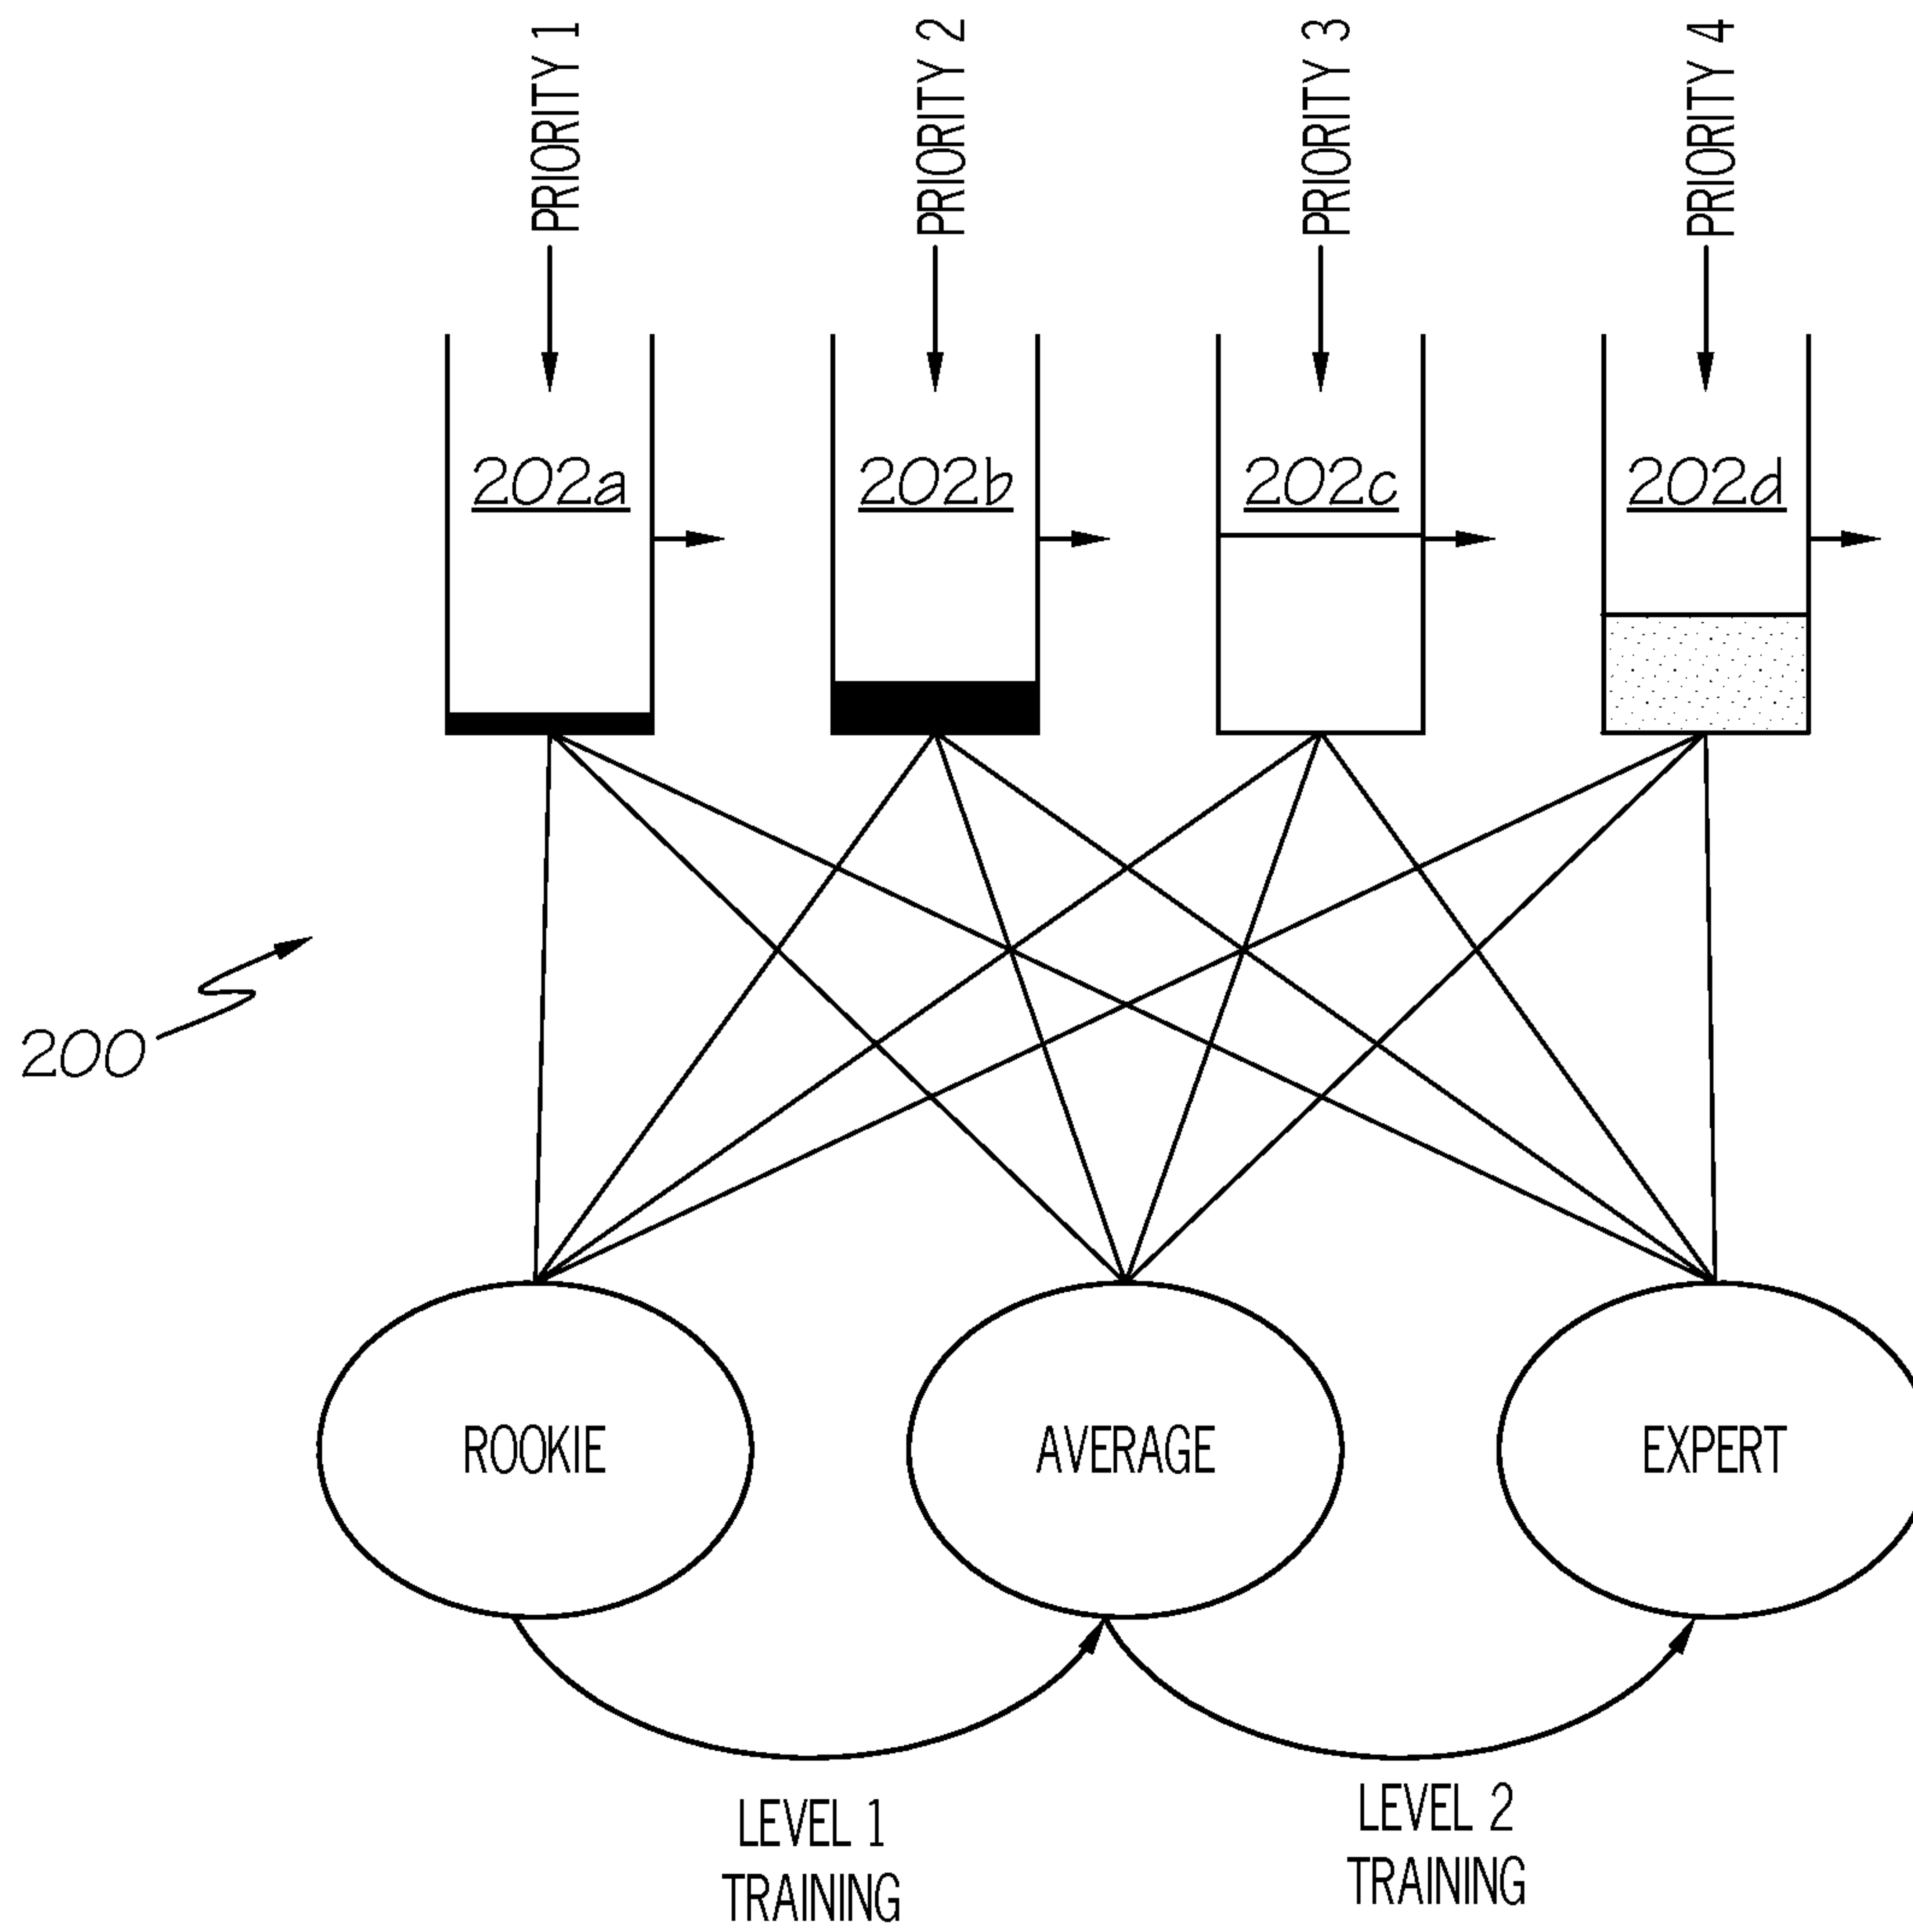 PRIORITY 1
PRIORITY 2
PRIORITY 3
PRIORITY 4
202a
202b
202c
202d
200
ROOKIE
AVERAGE
EXPERT
LEVEL 1
TRAINING
LEVEL 2
TRAINING